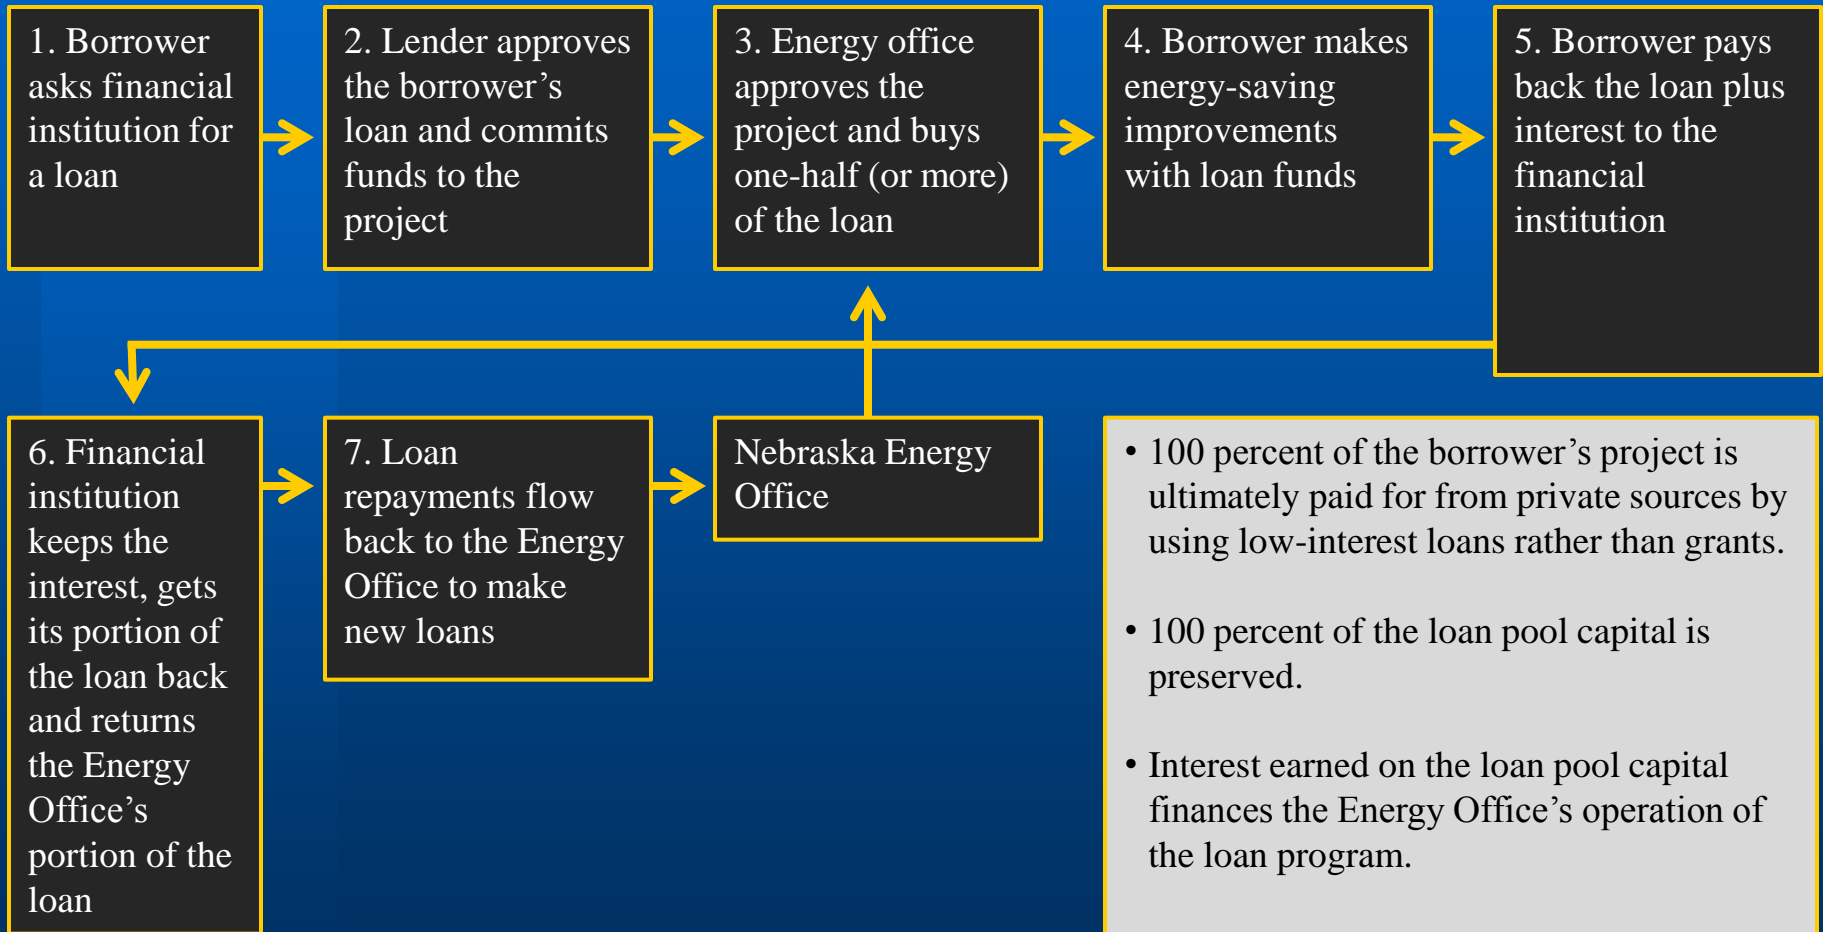 1. Borrower
asks financial
institution for
a loan
2. Lender approves
the borrower’s
loan and commits
funds to the
project
3. Energy office
approves the
project and buys
one-half (or more)
of the loan
4. Borrower makes
energy-saving
improvements
with loan funds
5. Borrower pays
back the loan plus
interest to the
financial
institution
6. Financial
institution
keeps the
interest, gets
its portion of
the loan back
and returns
the Energy
Office’s
portion of the
loan
7. Loan
repayments flow
back to the Energy
Office to make
new loans
Nebraska Energy
Office
• 100 percent of the borrower’s project is
ultimately paid for from private sources by
using low-interest loans rather than grants.
• 100 percent of the loan pool capital is
preserved.
• Interest earned on the loan pool capital
finances the Energy Office’s operation of
the loan program.